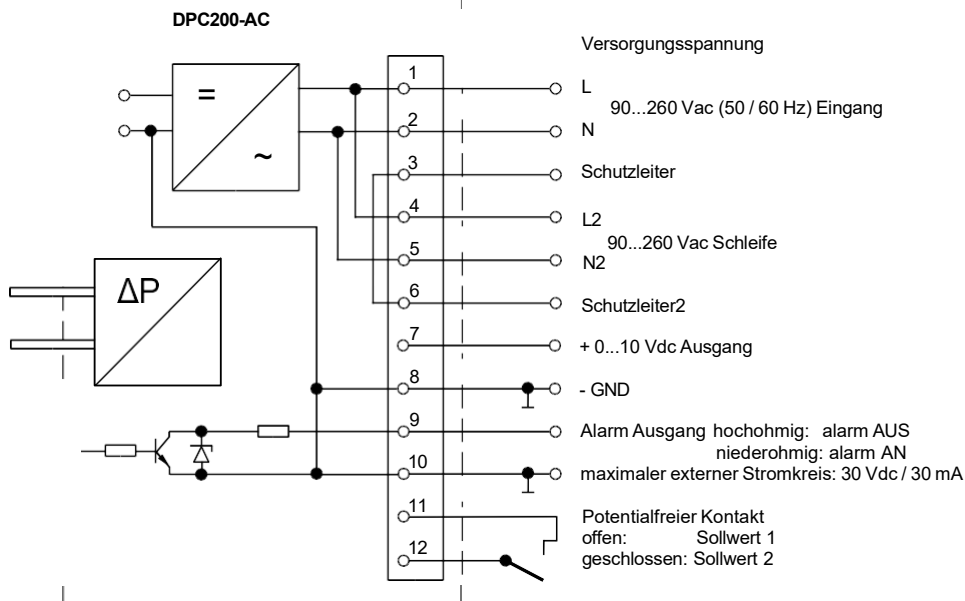 DPC200-AC
Versorgungsspannung
=
~
1
L
90...260 Vac (50 / 60 Hz) Eingang
2
N
3
Schutzleiter
4
L2
90...260 Vac Schleife
5
N2
ΔP
6
Schutzleiter2
7
+ 0...10 Vdc Ausgang
8
- GND
9
Alarm Ausgang hochohmig: alarm AUS
niederohmig: alarm AN
10
maximaler externer Stromkreis: 30 Vdc / 30 mA
11
Potentialfreier Kontakt
offen: Sollwert 1
12
geschlossen: Sollwert 2